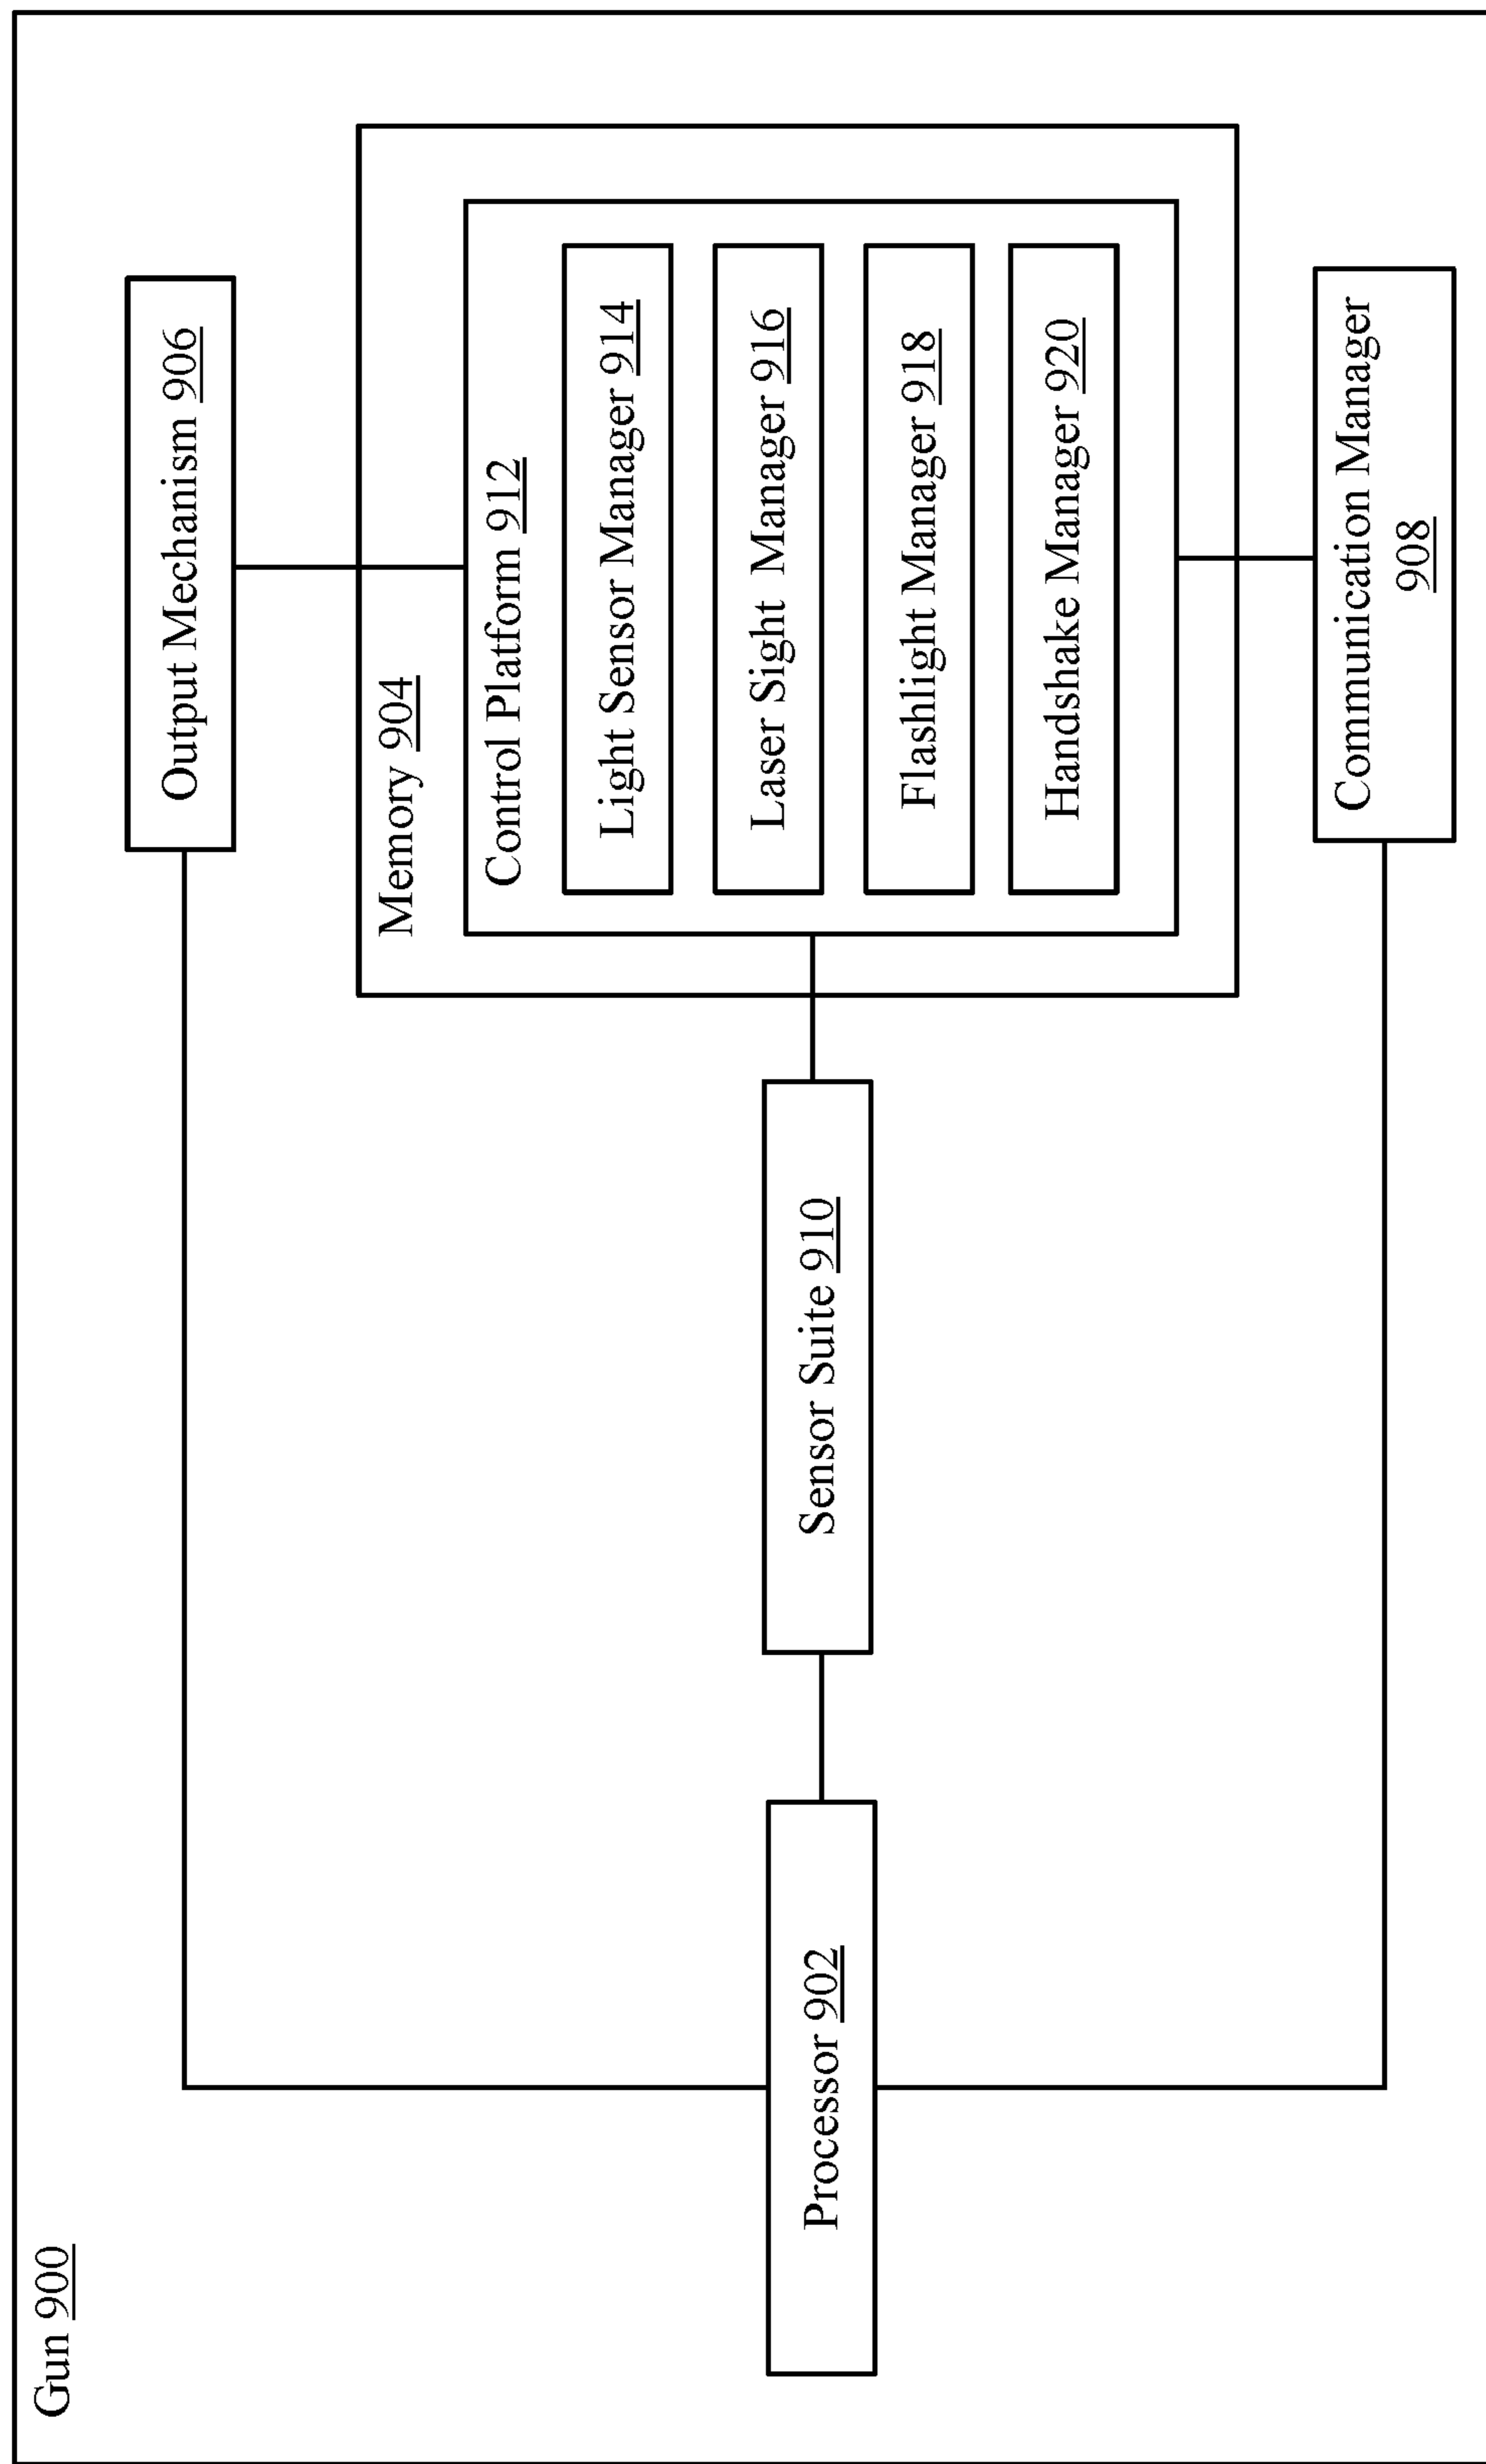 Gun 900
Output Mechanism 906
Memory 904
Control Platform 912
Light Sensor Manager 914
Laser Sight Manager 916
Flashlight Manager 918
Handshake Manager 920
Processor 902
Sensor Suite 910
Communication Manager
908